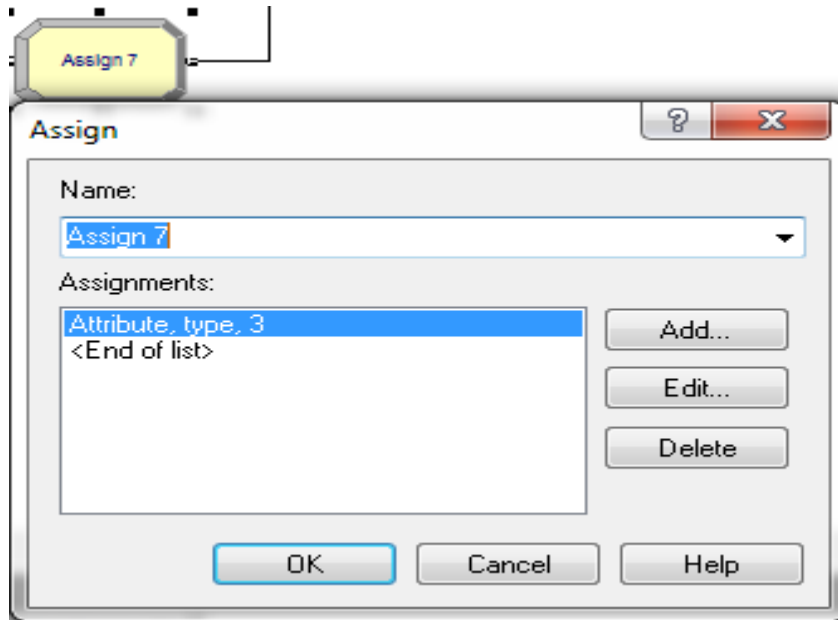 Assign 7
Assign
Name:
Assign 7
Assignments:
Attribute, type, 3
<End of list>
Add...
Edit...
Delete
OK
Cancel
Help